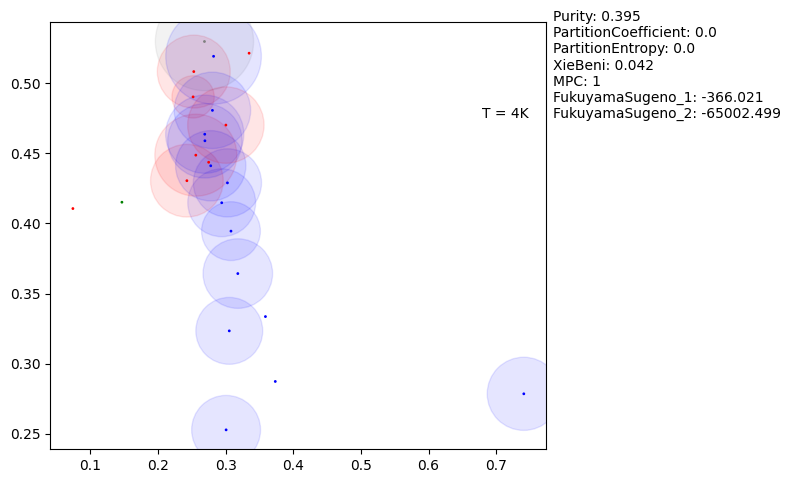 Purity: 0.395
PartitionCoefficient: 0.0
PartitionEntropy: 0.0
XieBeni: 0.042
MPC: 1
FukuyamaSugeno_1: -366.021
FukuyamaSugeno_2: -65002.499
T = 4K
0.50
0.45
0.40
0.35
0.30
0.25
0.1 0.2 0.3 0.4 0.5 0.6 0.7